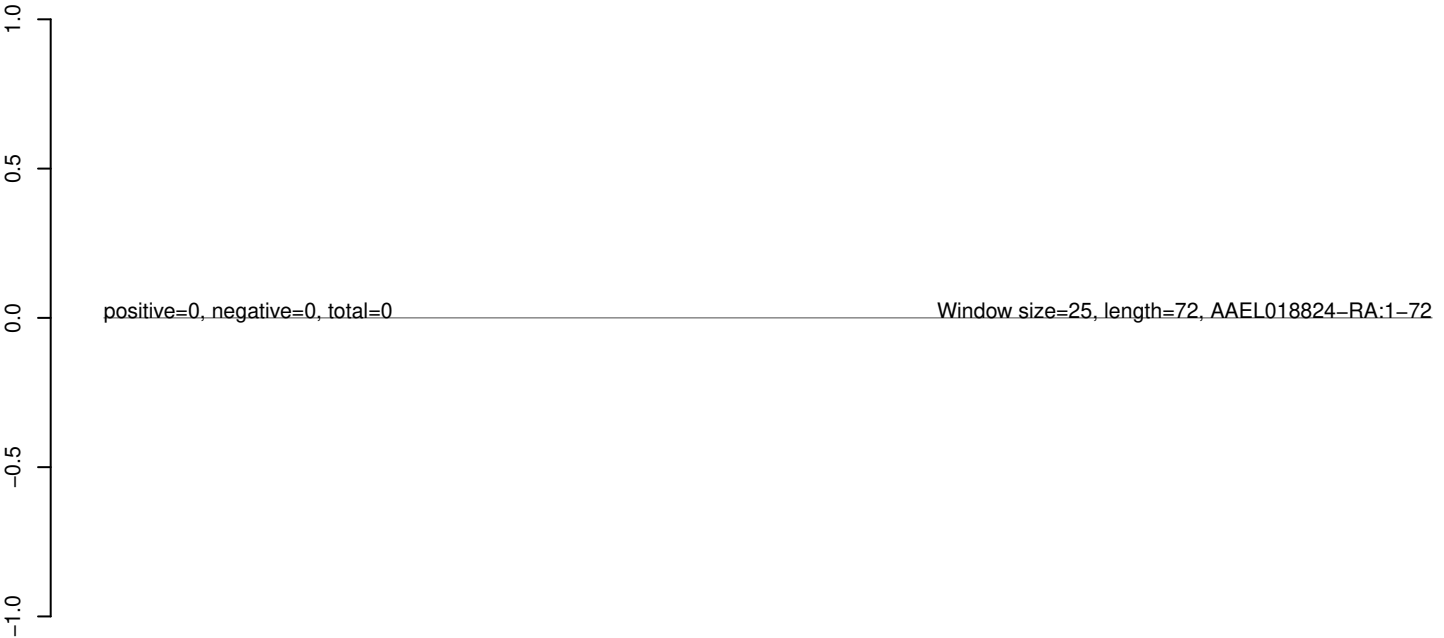 1.0
0.5
0.0
−0.5
−1.0
positive=0, negative=0, total=0
Window size=25, length=72, AAEL018824−RA:1−72